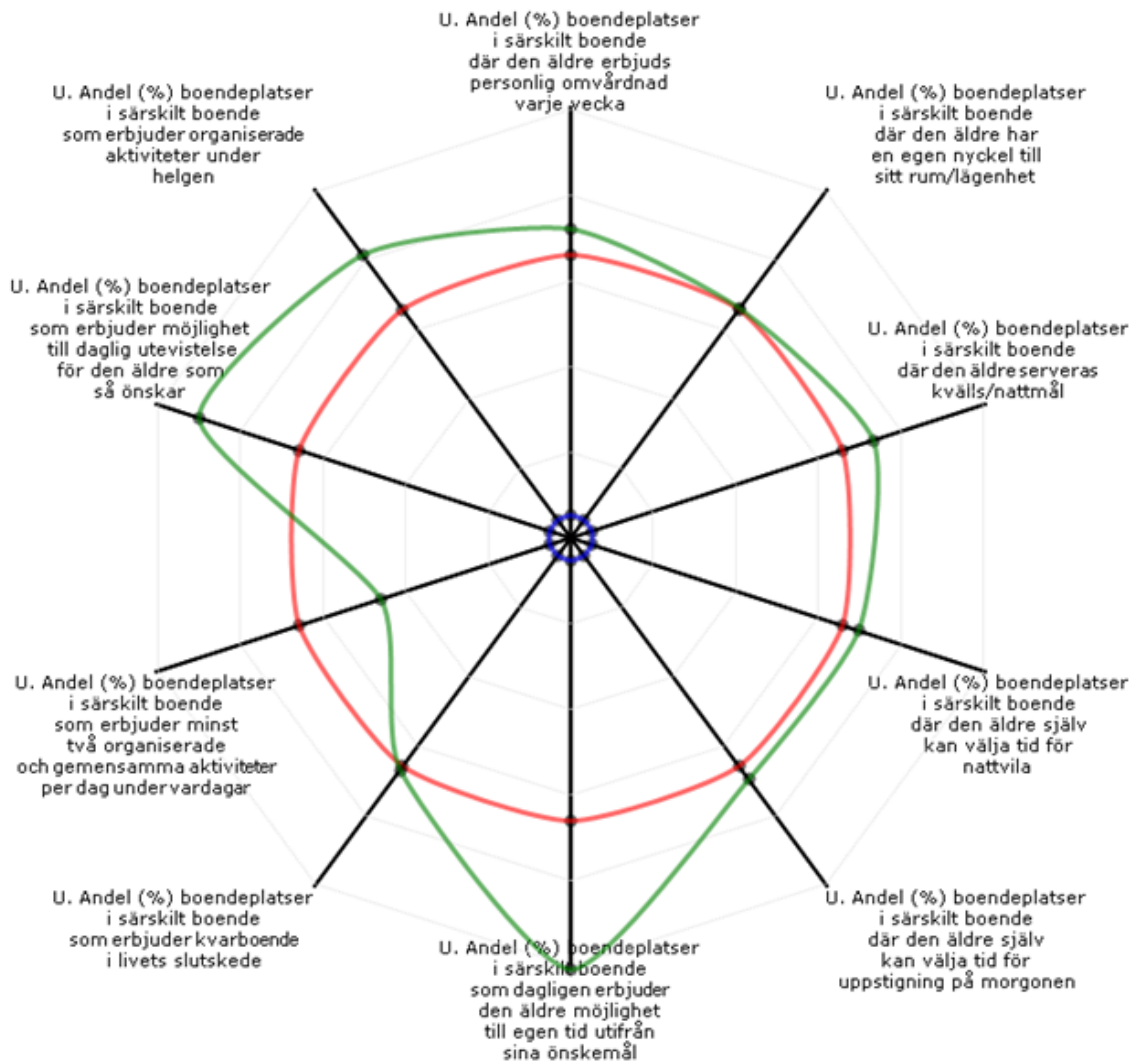 U. Andel (%) boendeplatser
i särskilt boende
där den äldre erbjuds
personlig omvårdnad
varje vecka
U. Andel (%) boendeplatser
i särskilt boende
där den äldre har
en egen nyckel till
sitt rum/lägenhet
U. Andel (%) boendeplatser
i särskilt boende
där den äldre serveras
kvälls/nattmål
U. Andel (%) boendeplatser
i särskilt boende
där den äldre själv
kan välja tid för
nattvila
U. Andel (%) boendeplatser
i särskilt boende
där den äldre själv
kan välja tid för
uppstigning på morgonen
U. Andel (%) boendeplatser
i särskilt boende
som dagligen erbjuder
den äldre möjlighet
till egen tid utifrån
sina önskemål
U. Andel (%) boendeplatser
i särskilt boende
som erbjuder kvarboende
i livets slutskede
U. Andel (%) boendeplatser
i särskilt boende
som erbjuder minst
två organiserade
och gemensamma aktiviteter
per dag under vardagar
U. Andel (%) boendeplatser
i särskilt boende
som erbjuder möjlighet
till daglig utevistelse
för den äldre som
så önskar
U. Andel (%) boendeplatser
i särskilt boende
som erbjuder organiserade
aktiviteter under
helgen